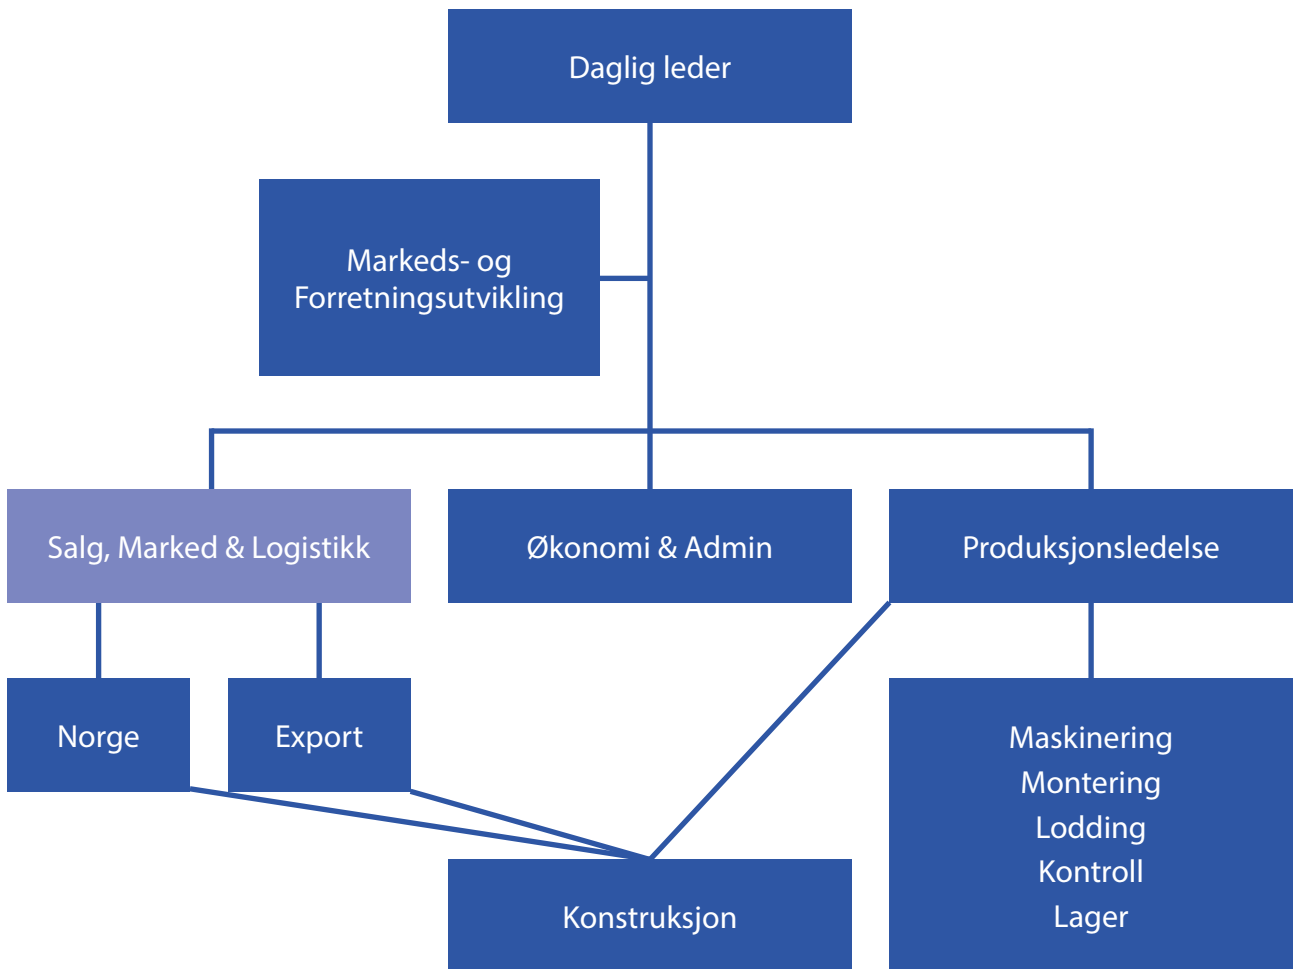 Daglig leder
Markeds- og
Forretningsutvikling
Salg, Marked & Logistikk
Økonomi & Admin
Produksjonsledelse
Norge
Export
Maskinering
Montering
Lodding
Kontroll
Lager
Konstruksjon